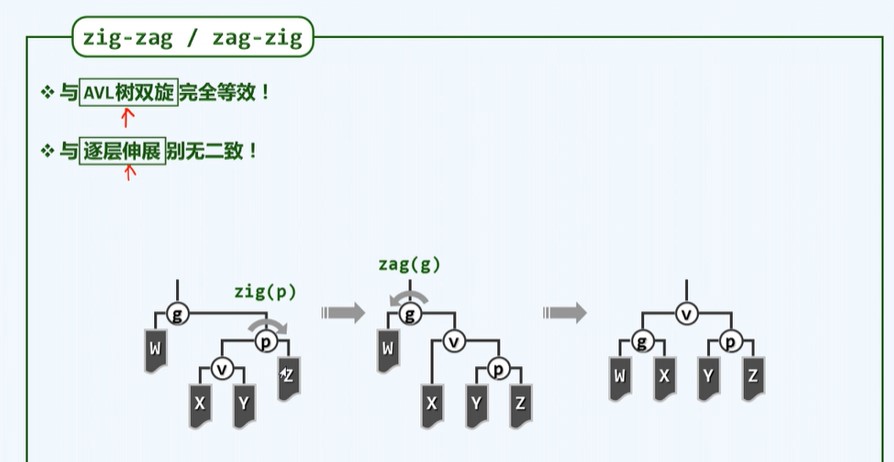 zig-zag / zag-zig
❖ 与AVL树双旋完全等效！
❖ 与逐层伸展别无二致！
zag(g)
zig(p)
g g v
W p W v g p
v Z X p W X Y Z
X Y Y Z